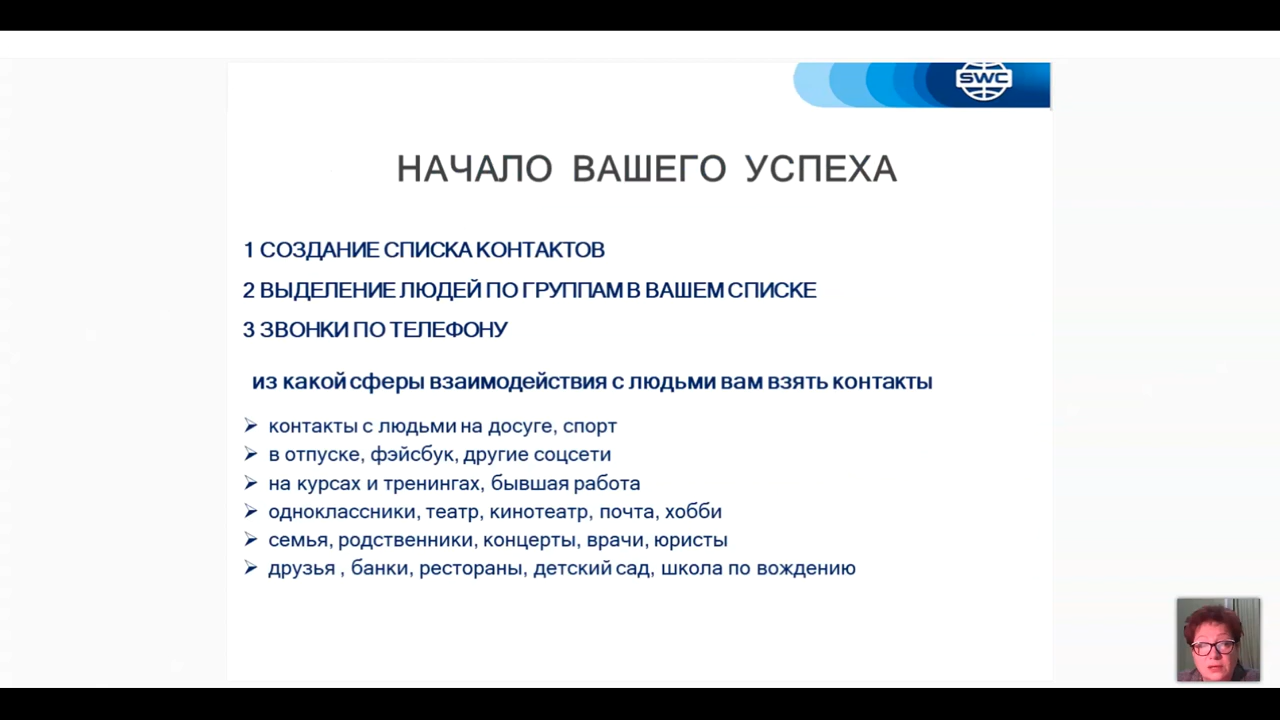 SWC
НАЧАЛО ВАШЕГО УСПЕХА
1 СОЗДАНИЕ СПИСКА КОНТАКТОВ
2 ВЫДЕЛЕНИЕ ЛЮДЕЙ ПО ГРУППАМ В ВАШЕМ СПИСКЕ
3 ЗВОНКИ ПО ТЕЛЕФОНУ
из какой сферы взаимодействия с людьми вам взять контакты
➢ контакты с людьми на досуге, спорт
➢ в отпуске, фэйсбук, другие соцсети
➢ на курсах и тренингах, бывшая работа
➢ одноклассники, театр, кинотеатр, почта, хобби
➢ семья, родственники, концерты, врачи, юристы
➢ друзья , банки, рестораны, детский сад, школа по вождению